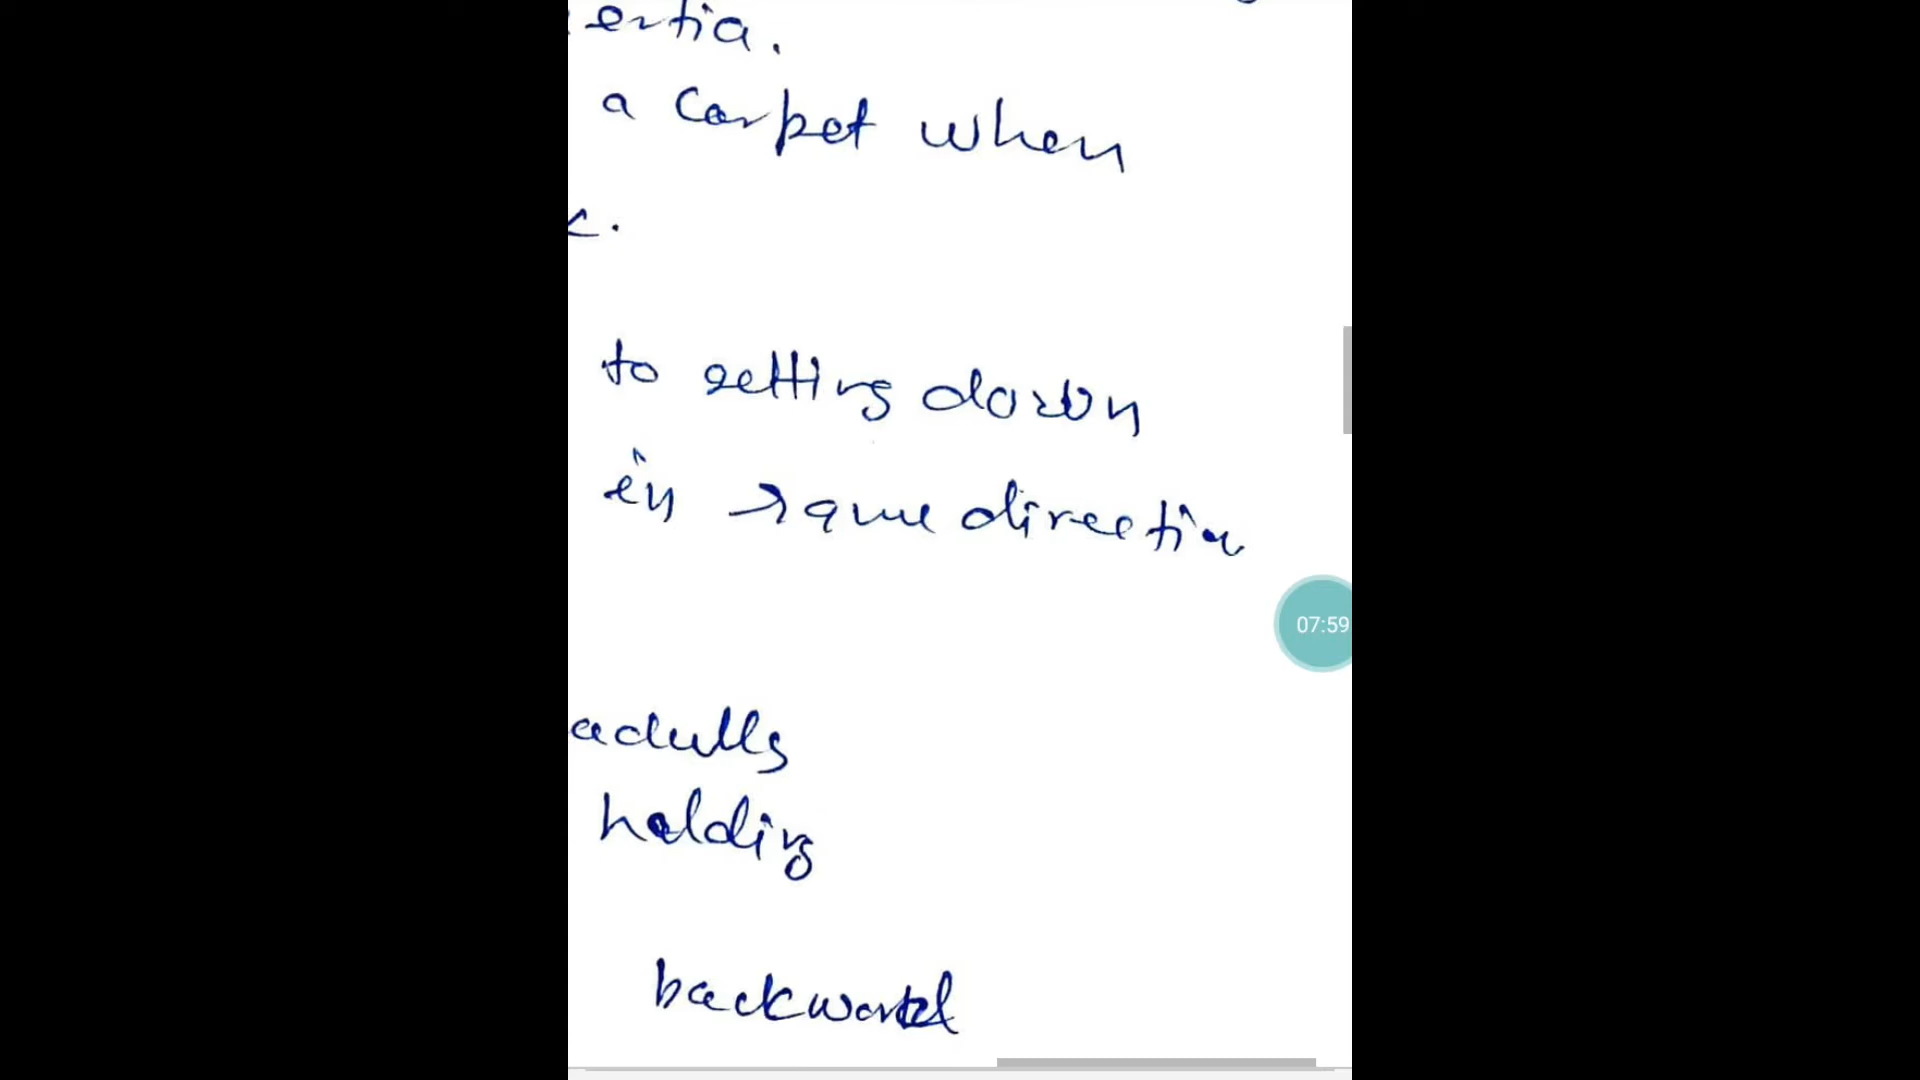 ertia.
a carpet when
c.
to getting down
in same direction
07:59
adults
holding
backward